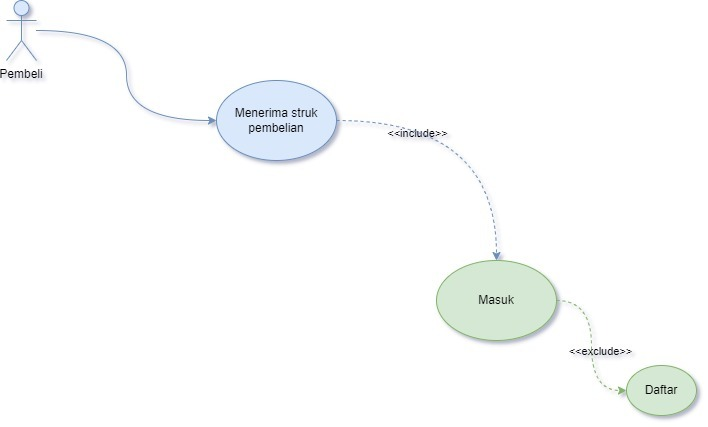 Pembeli
Menerima struk
pembelian
<<include>>
Masuk
<<exclude>>
Daftar